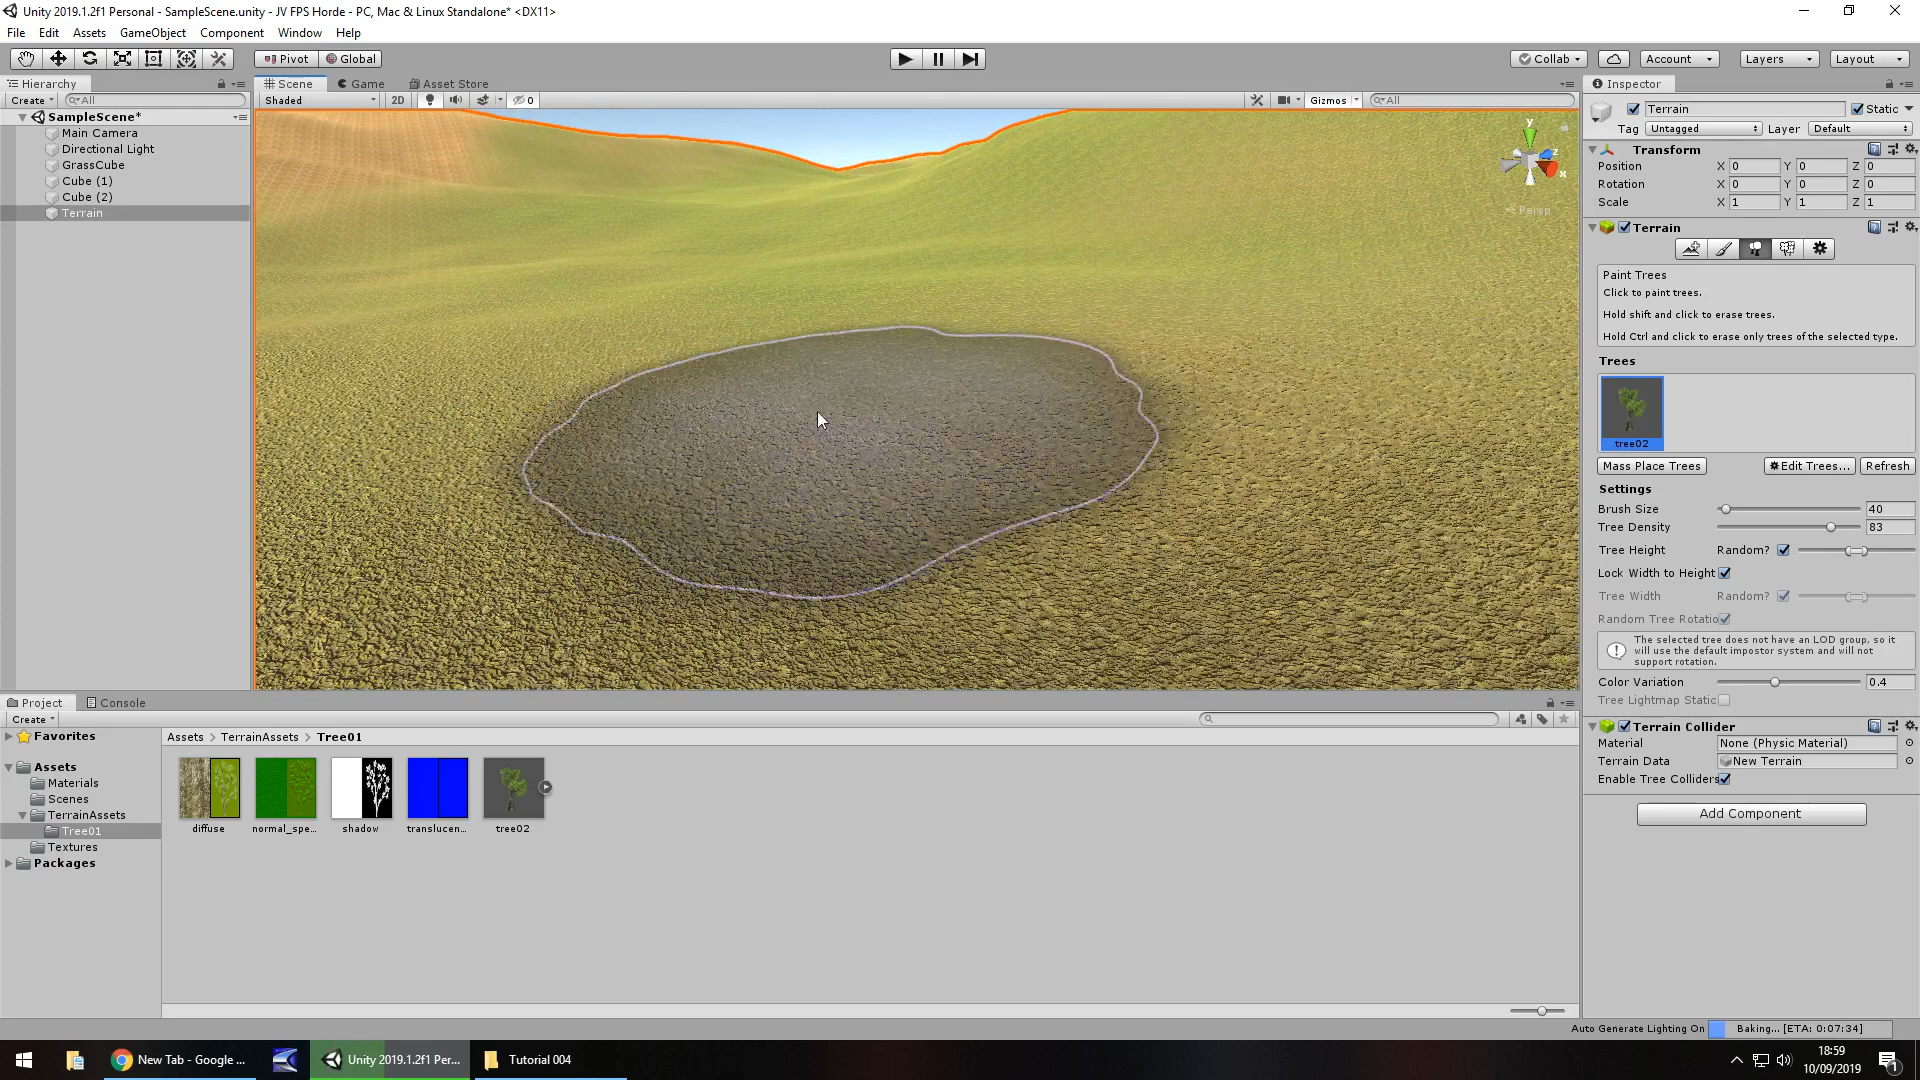 Unity 2019.1.2f1 Personal - SampleScene.unity - JV FPS Horde - PC, Mac & Linux Standalone* <DX11>
File Edit Assets GameObject Component Window Help
Pivot Global Collab Account Layers Layout
Hierarchy
Create All
SampleScene*
Main Camera
Directional Light
GrassCube
Cube (1)
Cube (2)
Terrain
Scene Game Asset Store
Shaded 2D 0 Gizmos All
y
z
x
Persp
Inspector
Terrain Static
Tag Untagged Layer Default
Transform
Position X 0 Y 0 Z 0
Rotation X 0 Y 0 Z 0
Scale X 1 Y 1 Z 1
Terrain
Paint Trees
Click to paint trees.
Hold shift and click to erase trees.
Hold Ctrl and click to erase only trees of the selected type.
Trees
tree02
Mass Place Trees Edit Trees... Refresh
Settings
Brush Size 40
Tree Density 83
Tree Height Random?
Lock Width to Height
Tree Width Random?
Random Tree Rotatio
The selected tree does not have an LOD group, so it
will use the default impostor system and will not
support rotation.
Color Variation 0.4
Tree Lightmap Static
Terrain Collider
Material None (Physic Material)
Terrain Data New Terrain
Enable Tree Colliders
Add Component
Project Console
Create
Favorites
Assets
Materials
Scenes
TerrainAssets
Tree01
Textures
Packages
Assets > TerrainAssets > Tree01
diffuse normal_spe... shadow translucen... tree02
Auto Generate Lighting On Baking... [ETA: 0:07:34]
New Tab - Google ... Unity 2019.1.2f1 Per... Tutorial 004
18:59
10/09/2019
1